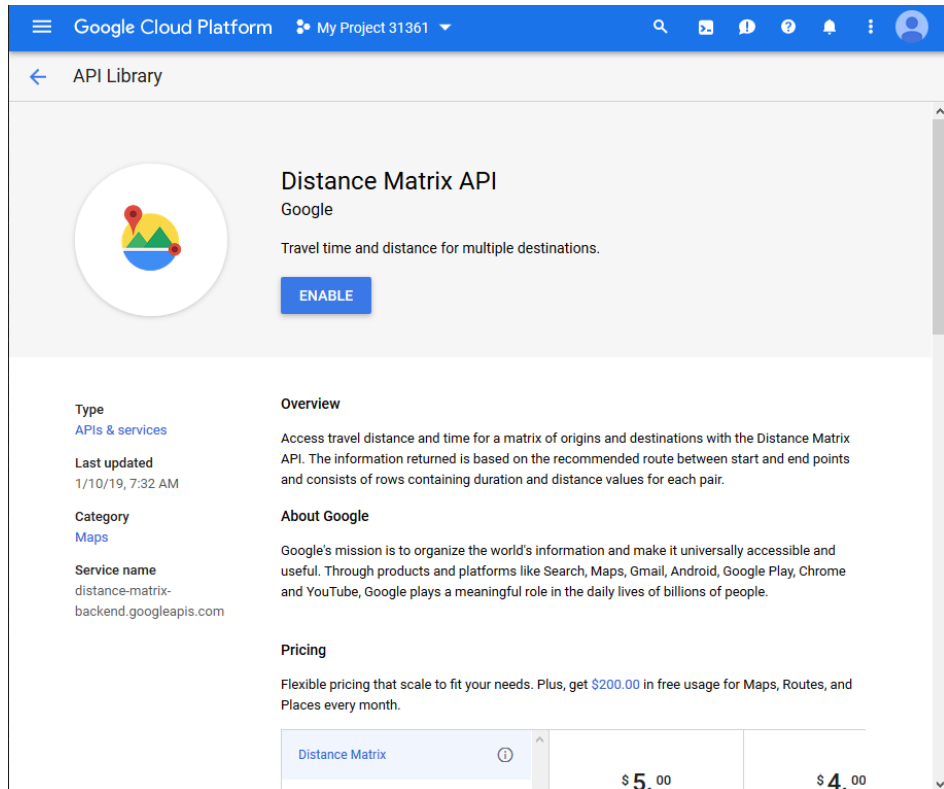 Google Cloud Platform My Project 31361
API Library
Distance Matrix API
Google
Travel time and distance for multiple destinations.
ENABLE
Type
APIs & services
Last updated
1/10/19, 7:32 AM
Category
Maps
Service name
distance-matrix-
backend.googleapis.com
Overview
Access travel distance and time for a matrix of origins and destinations with the Distance Matrix
API. The information returned is based on the recommended route between start and end points
and consists of rows containing duration and distance values for each pair.
About Google
Google's mission is to organize the world's information and make it universally accessible and
useful. Through products and platforms like Search, Maps, Gmail, Android, Google Play, Chrome
and YouTube, Google plays a meaningful role in the daily lives of billions of people.
Pricing
Flexible pricing that scale to fit your needs. Plus, get $200.00 in free usage for Maps, Routes, and
Places every month.
Distance Matrix
$5.00
$4.00